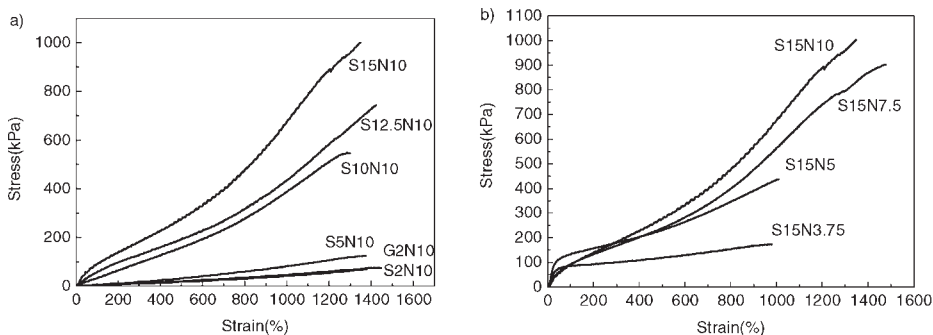 a)
1000
800
600
400
200
0
Stress(kPa)
0 200 400 600 800 1000 1200 1400 1600
Strain(%)
S15N10
S12.5N10
S10N10
S5N10
G2N10
S2N10
b)
1100
1000
900
800
700
600
500
400
300
200
100
0
Stress(kPa)
0 200 400 600 800 1000 1200 1400 1600
Strain(%)
S15N10
S15N7.5
S15N5
S15N3.75